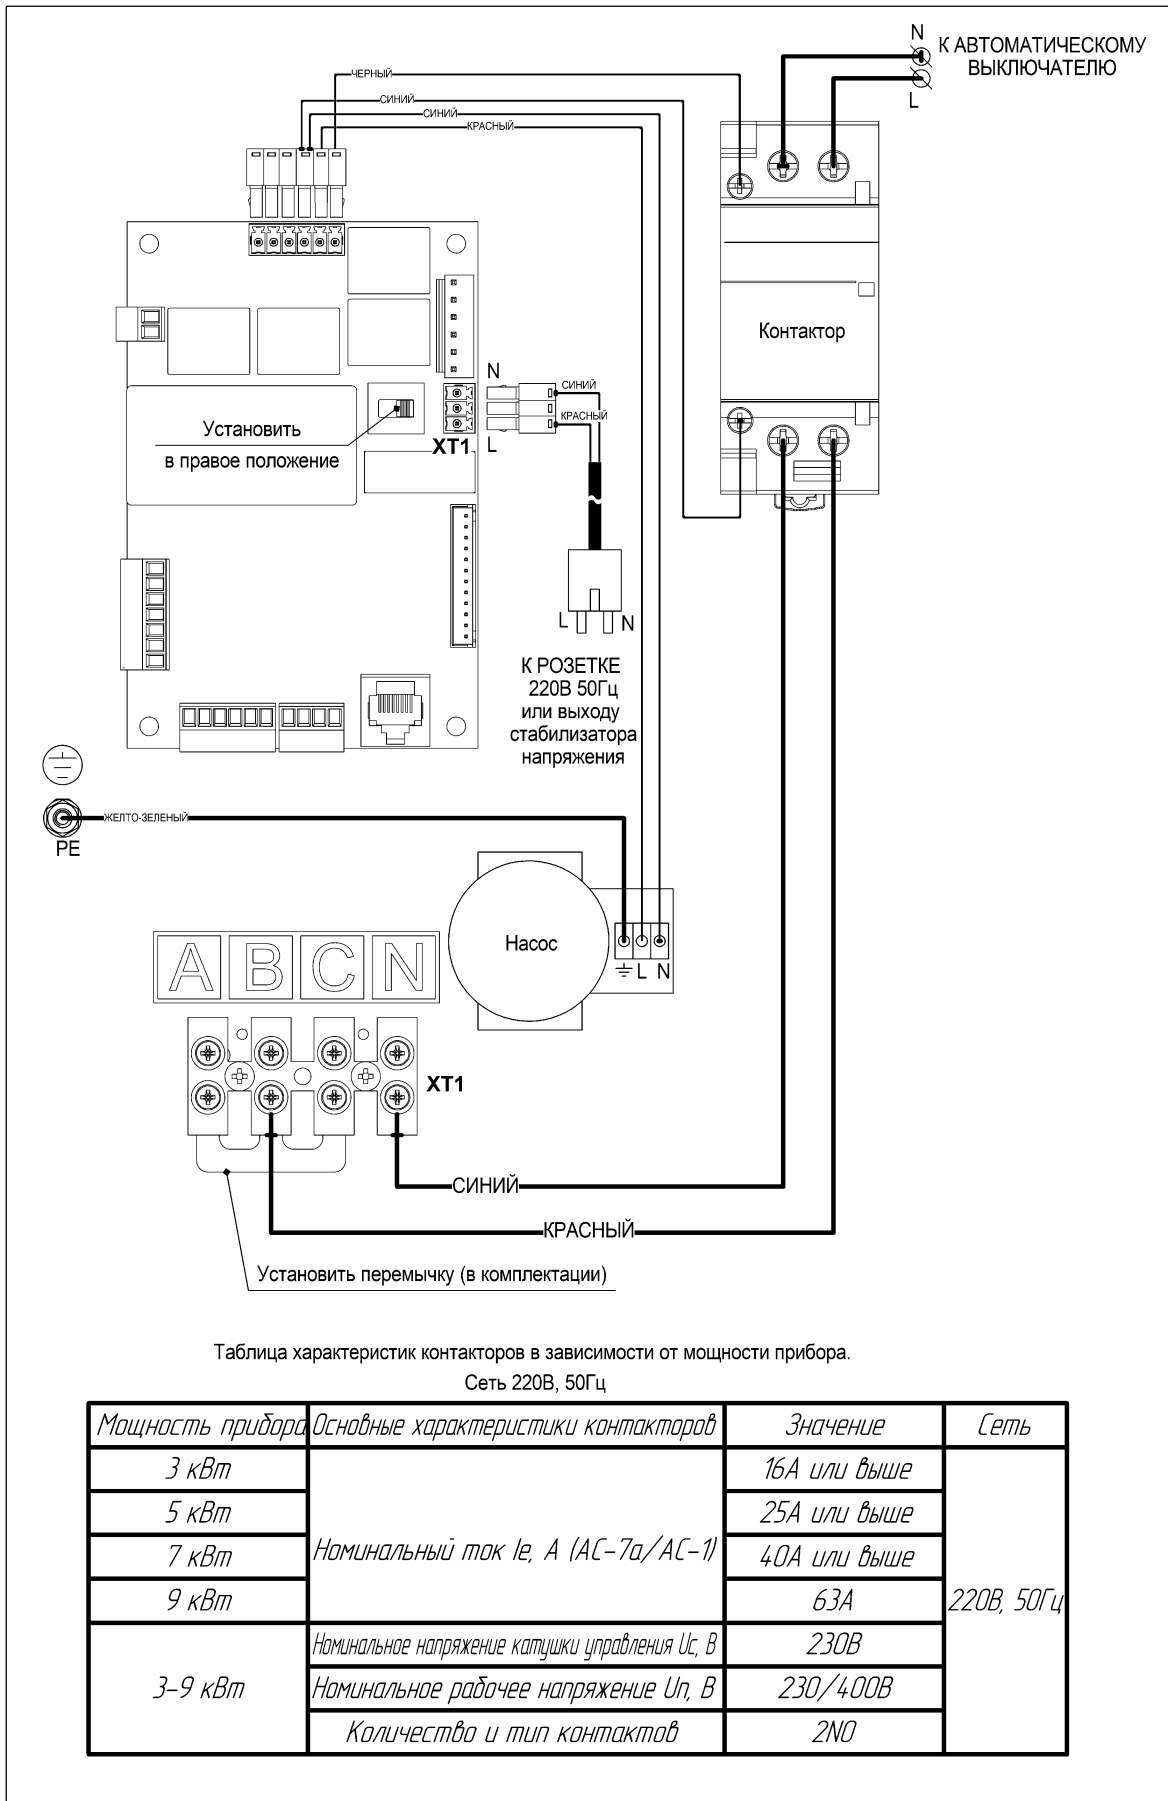 N
К АВТОМАТИЧЕСКОМУ
ВЫКЛЮЧАТЕЛЮ
L
ЧЕРНЫЙ
СИНИЙ
СИНИЙ
КРАСНЫЙ
Контактор
N
СИНИЙ
КРАСНЫЙ
XT1
L
Установить
в правое положение
L
N
К РОЗЕТКЕ
220В 50Гц
или выходу
стабилизатора
напряжения
ЖЕЛТО-ЗЕЛЕНЫЙ
PE
Насос
L N
A B C N
XT1
СИНИЙ
КРАСНЫЙ
Установить перемычку (в комплектации)
Таблица характеристик контакторов в зависимости от мощности прибора.
Сеть 220В, 50Гц
Мощность прибора Основные характеристики контакторов Значение Сеть
3 кВт 16А или выше
5 кВт 25А или выше
Номинальный ток Ie, А (АС-7а/АС-1)
7 кВт 40А или выше
9 кВт 63А
220В, 50Гц
Номинальное напряжение катушки управления Uc, В 230В
3-9 кВт Номинальное рабочее напряжение Un, В 230/400В
Количество и тип контактов 2NO